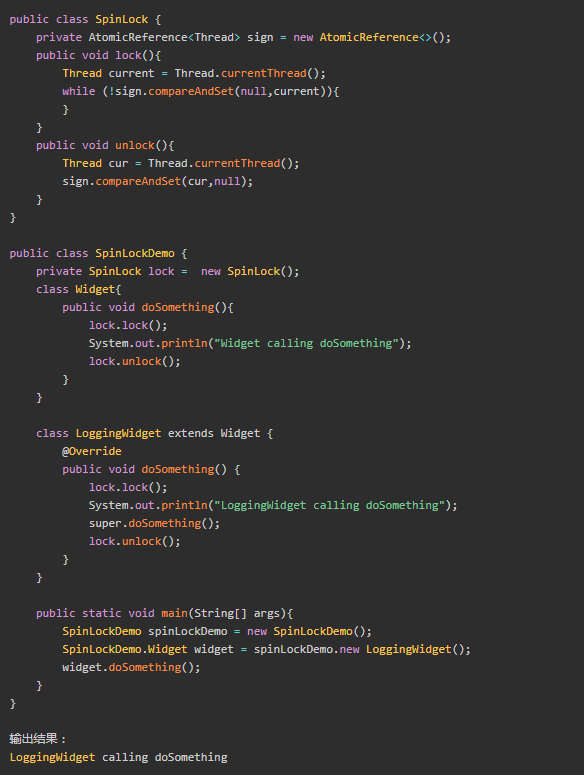 public class SpinLock {
    private AtomicReference<Thread> sign = new AtomicReference<>();
    public void lock(){
        Thread current = Thread.currentThread();
        while (!sign.compareAndSet(null,current)){
        }
    }
    public void unlock(){
        Thread cur = Thread.currentThread();
        sign.compareAndSet(cur,null);
    }
}

public class SpinLockDemo {
    private SpinLock lock =  new SpinLock();
    class Widget{
        public void doSomething(){
            lock.lock();
            System.out.println("Widget calling doSomething");
            lock.unlock();
        }
    }

    class LoggingWidget extends Widget {
        @Override
        public void doSomething() {
            lock.lock();
            System.out.println("LoggingWidget calling doSomething");
            super.doSomething();
            lock.unlock();
        }
    }

    public static void main(String[] args){
        SpinLockDemo spinLockDemo = new SpinLockDemo();
        SpinLockDemo.Widget widget = spinLockDemo.new LoggingWidget();
        widget.doSomething();
    }
}

输出结果：
LoggingWidget calling doSomething